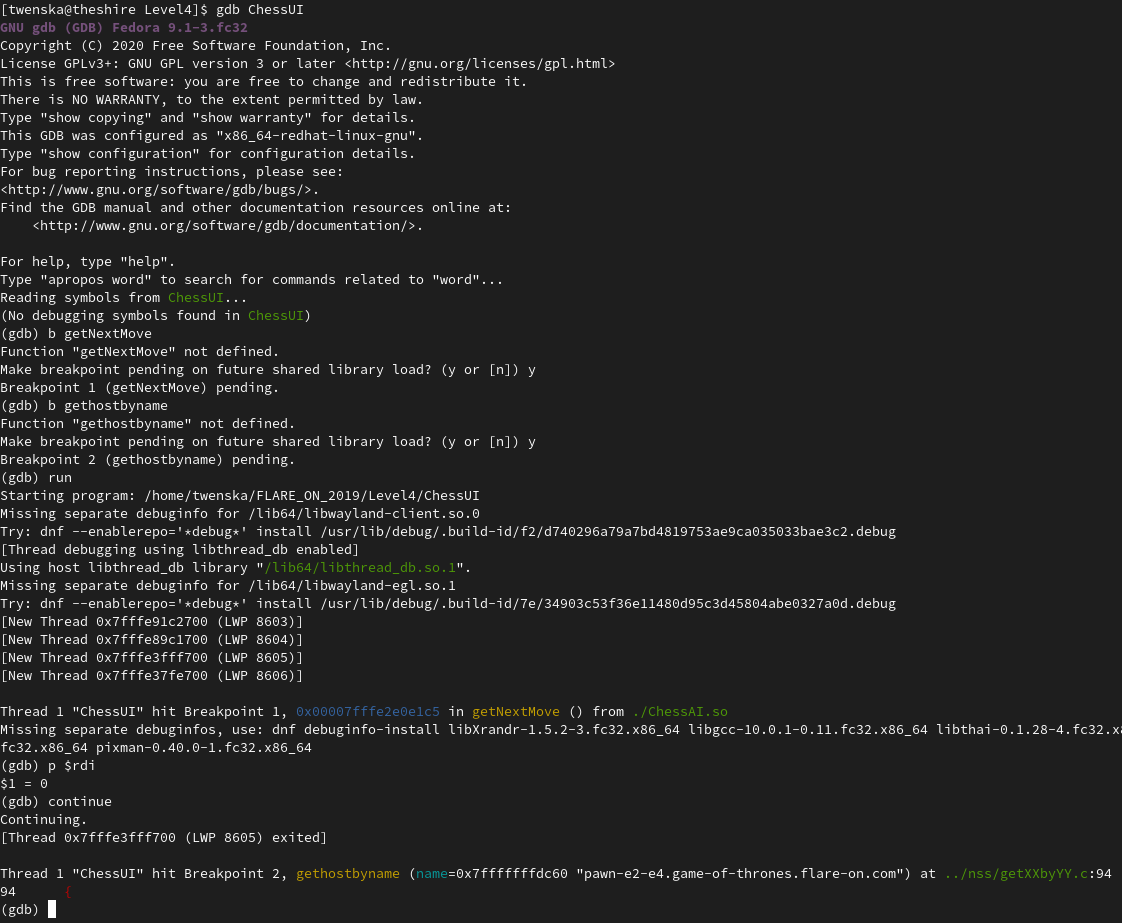 [twenska@theshire Level4]$ gdb ChessUI
GNU gdb (GDB) Fedora 9.1-3.fc32
Copyright (C) 2020 Free Software Foundation, Inc.
License GPLv3+: GNU GPL version 3 or later <http://gnu.org/licenses/gpl.html>
This is free software: you are free to change and redistribute it.
There is NO WARRANTY, to the extent permitted by law.
Type "show copying" and "show warranty" for details.
This GDB was configured as "x86_64-redhat-linux-gnu".
Type "show configuration" for configuration details.
For bug reporting instructions, please see:
<http://www.gnu.org/software/gdb/bugs/>.
Find the GDB manual and other documentation resources online at:
    <http://www.gnu.org/software/gdb/documentation/>.

For help, type "help".
Type "apropos word" to search for commands related to "word"...
Reading symbols from ChessUI...
(No debugging symbols found in ChessUI)
(gdb) b getNextMove
Function "getNextMove" not defined.
Make breakpoint pending on future shared library load? (y or [n]) y
Breakpoint 1 (getNextMove) pending.
(gdb) b gethostbyname
Function "gethostbyname" not defined.
Make breakpoint pending on future shared library load? (y or [n]) y
Breakpoint 2 (gethostbyname) pending.
(gdb) run
Starting program: /home/twenska/FLARE_ON_2019/Level4/ChessUI
Missing separate debuginfo for /lib64/libwayland-client.so.0
Try: dnf --enablerepo='*debug*' install /usr/lib/debug/.build-id/f2/d740296a79a7bd4819753ae9ca035033bae3c2.debug
[Thread debugging using libthread_db enabled]
Using host libthread_db library "/lib64/libthread_db.so.1".
Missing separate debuginfo for /lib64/libwayland-egl.so.1
Try: dnf --enablerepo='*debug*' install /usr/lib/debug/.build-id/7e/34903c53f36e11480d95c3d45804abe0327a0d.debug
[New Thread 0x7fffe91c2700 (LWP 8603)]
[New Thread 0x7fffe89c1700 (LWP 8604)]
[New Thread 0x7fffe3fff700 (LWP 8605)]
[New Thread 0x7fffe37fe700 (LWP 8606)]

Thread 1 "ChessUI" hit Breakpoint 1, 0x00007fffe2e0e1c5 in getNextMove () from ./ChessAI.so
Missing separate debuginfos, use: dnf debuginfo-install libXrandr-1.5.2-3.fc32.x86_64 libgcc-10.0.1-0.11.fc32.x86_64 libthai-0.1.28-4.fc32.x8
fc32.x86_64 pixman-0.40.0-1.fc32.x86_64
(gdb) p $rdi
$1 = 0
(gdb) continue
Continuing.
[Thread 0x7fffe3fff700 (LWP 8605) exited]

Thread 1 "ChessUI" hit Breakpoint 2, gethostbyname (name=0x7fffffffdc60 "pawn-e2-e4.game-of-thrones.flare-on.com") at ../nss/getXXbyYY.c:94
94      {
(gdb)